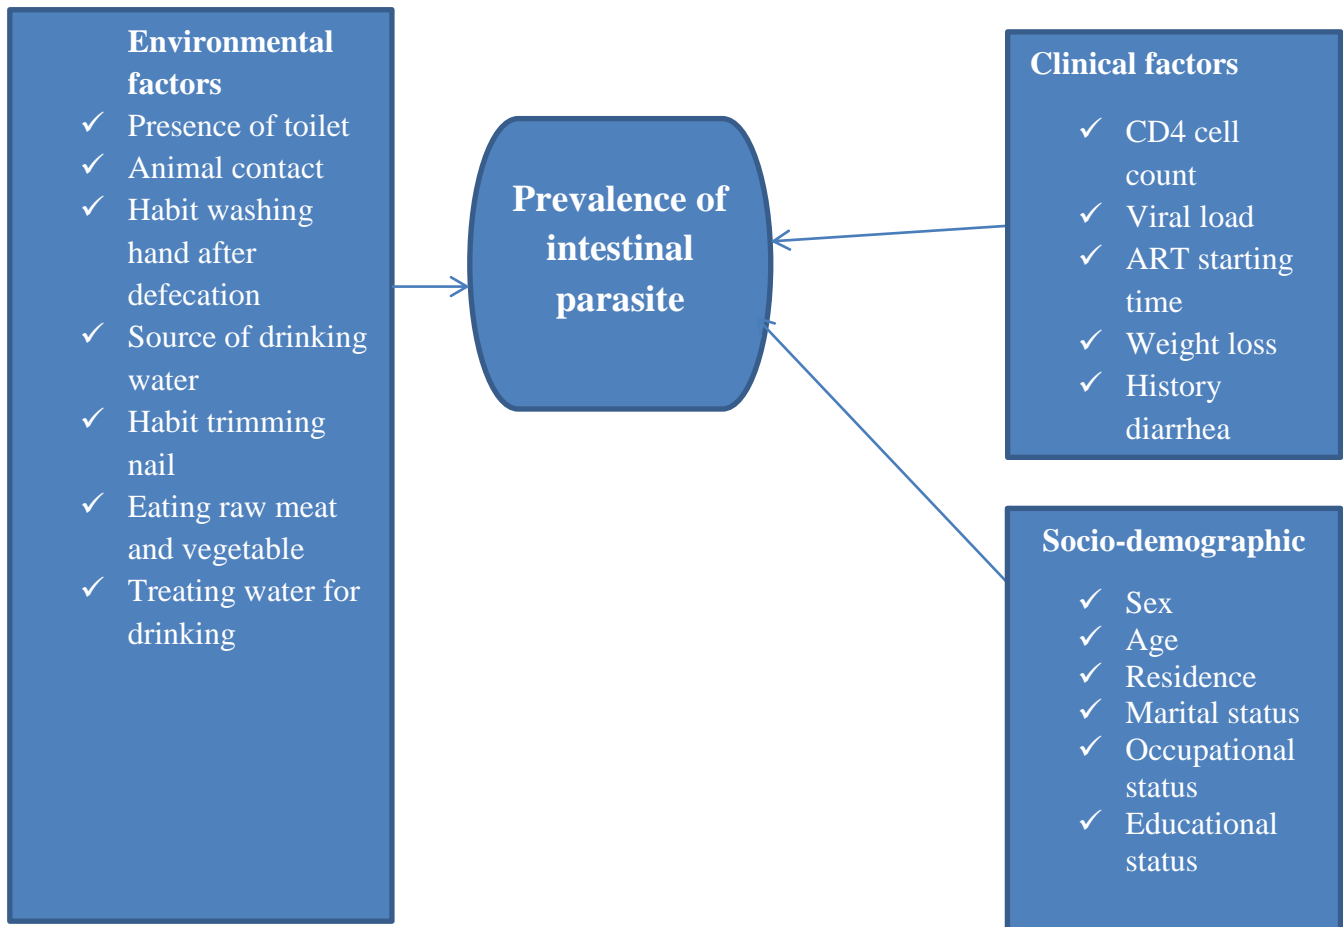 Environmental
factors
✓ Presence of toilet
✓ Animal contact
✓ Habit washing
hand after
defecation
✓ Source of drinking
water
✓ Habit trimming
nail
✓ Eating raw meat
and vegetable
✓ Treating water for
drinking
Prevalence of
intestinal
parasite
Clinical factors
✓ CD4 cell
count
✓ Viral load
✓ ART starting
time
✓ Weight loss
✓ History
diarrhea
Socio-demographic
✓ Sex
✓ Age
✓ Residence
✓ Marital status
✓ Occupational
status
✓ Educational
status